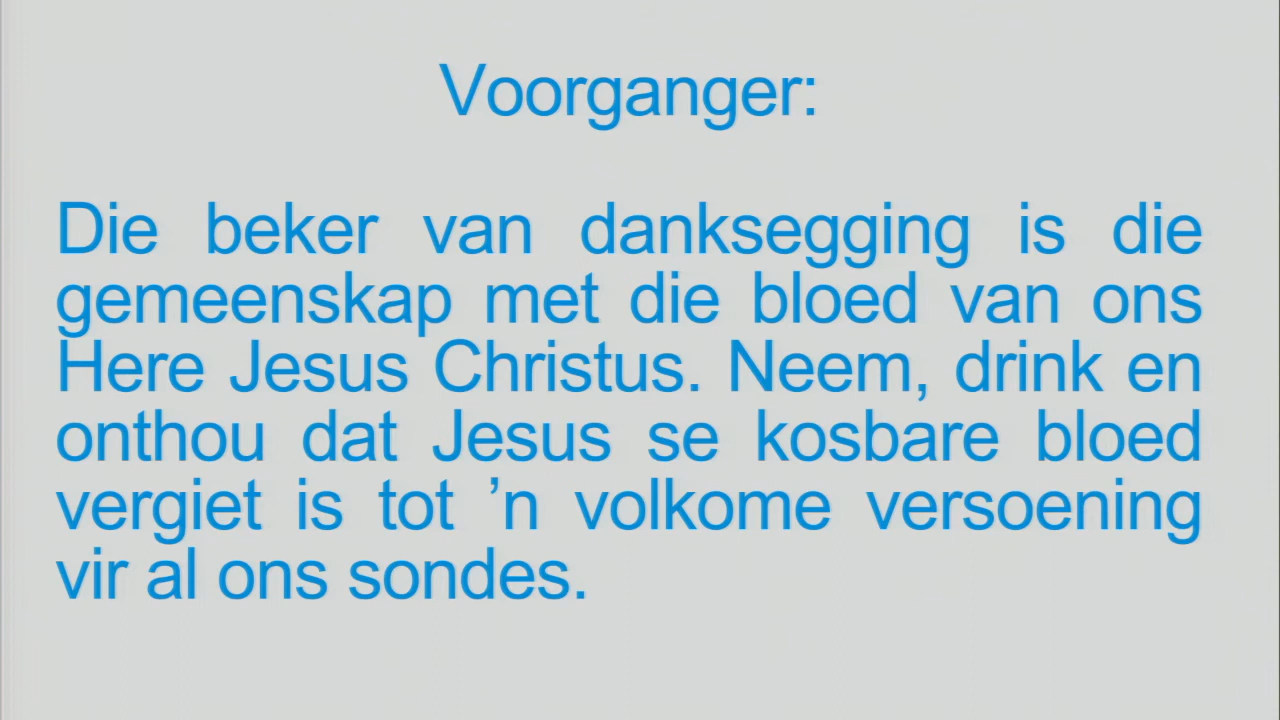 Voorganger:
Die beker van danksegging is die
gemeenskap met die bloed van ons
Here Jesus Christus. Neem, drink en
onthou dat Jesus se kosbare bloed
vergiet is tot ’n volkome versoening
vir al ons sondes.